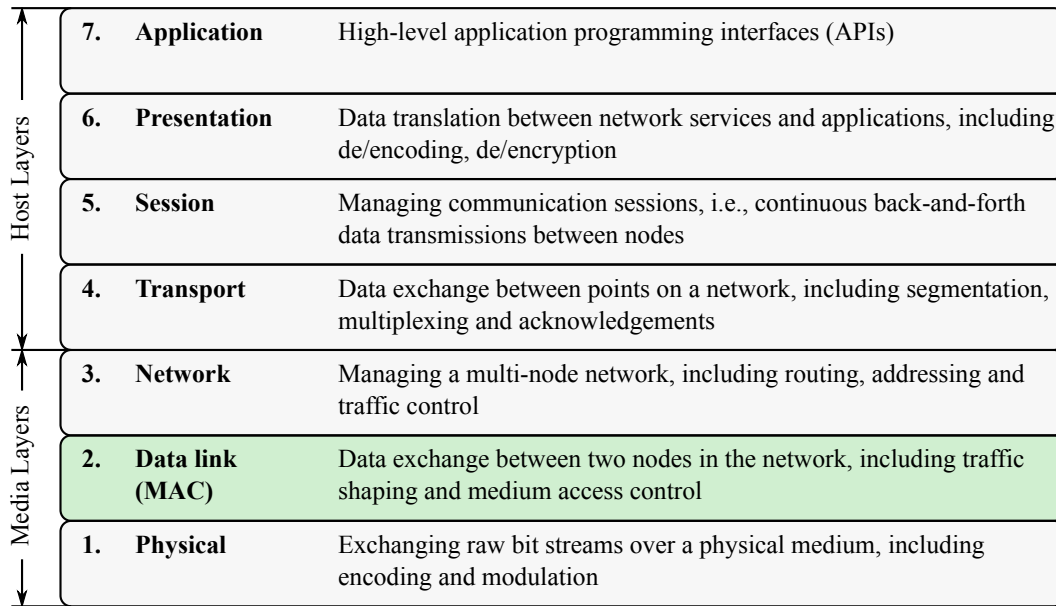 Host Layers
7. Application High-level application programming interfaces (APIs)
6. Presentation Data translation between network services and applications, including
de/encoding, de/encryption
5. Session Managing communication sessions, i.e., continuous back-and-forth
data transmissions between nodes
4. Transport Data exchange between points on a network, including segmentation,
multiplexing and acknowledgements
Media Layers
3. Network Managing a multi-node network, including routing, addressing and
traffic control
2. Data link Data exchange between two nodes in the network, including traffic
(MAC) shaping and medium access control
1. Physical Exchanging raw bit streams over a physical medium, including
encoding and modulation